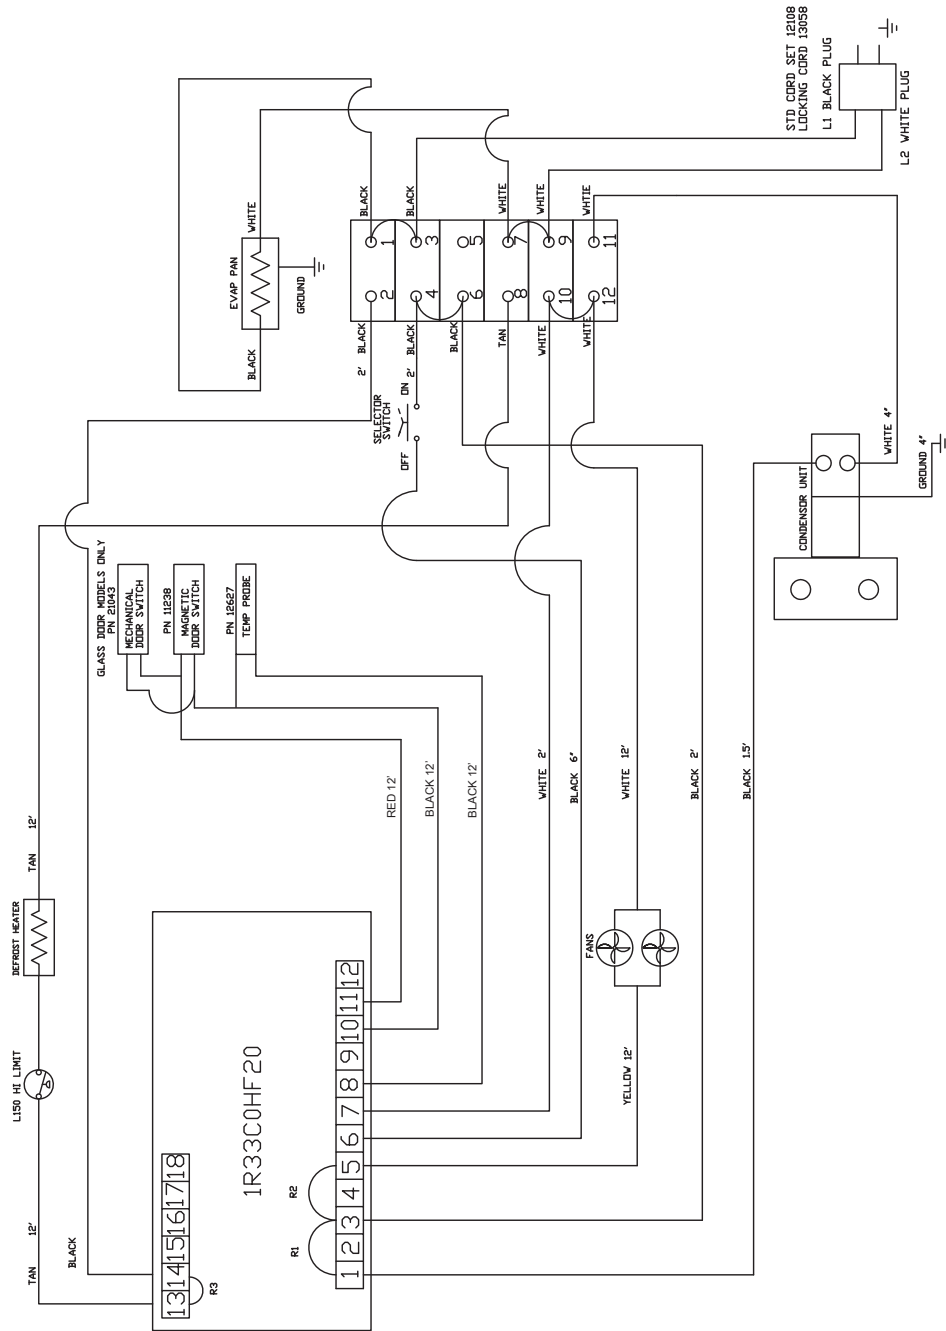 STD CORD SET 12108
LOCKING CORD 13058
L1 BLACK PLUG
L2 WHITE PLUG
EVAP PAN
WHITE
BLACK
GROUND
BLACK
BLACK
WHITE
WHITE
WHTIE
1
2
3
4
5
6
7
8
9
10
11
12
2' BLACK
BLACK 2'
BLACK
TAN
WHITE
WHITE
SELECTOR
SWITCH
ON
OFF
CONDENSOR UNIT
WHITE 4'
GROUND 4'
GLASS DOOR MODELS ONLY
PN 21043
MECHANICAL
DOOR SWITCH
PN 11238
MAGNETIC
DOOR SWITCH
PN 12627
TEMP PROBE
RED 12'
BLACK 12'
BLACK 12'
WHITE 2'
BLACK 6'
WHITE 12'
BLACK 2'
BLACK 1.5'
TAN 12'
DEFROST HEATER
L150 HI LIMIT
TAN 12'
BLACK
FANS
YELLOW 12'
1R33C0HF20
13 14 15 16 17 18
R3
R1
R2
1 2 3 4 5 6 7 8 9 10 11 12